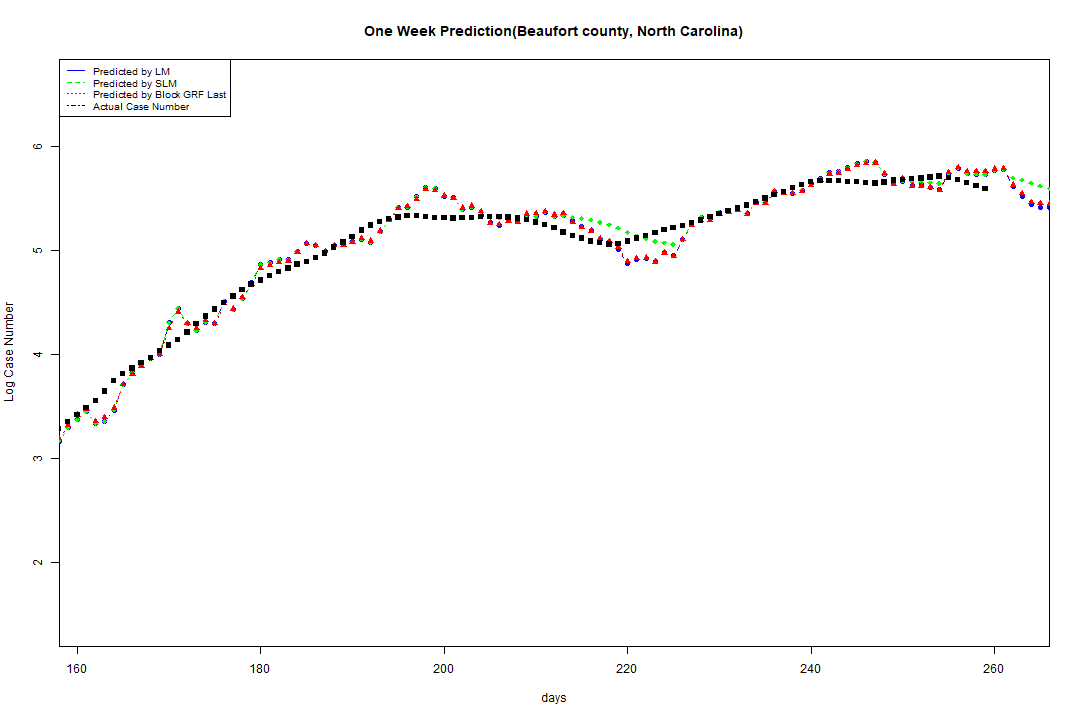 One Week Prediction(Beaufort county, North Carolina)
Predicted by LM
Predicted by SLM
Predicted by Block GRF Last
Actual Case Number
6
5
4
3
2
Log Case Number
160 180 200 220 240 260
days